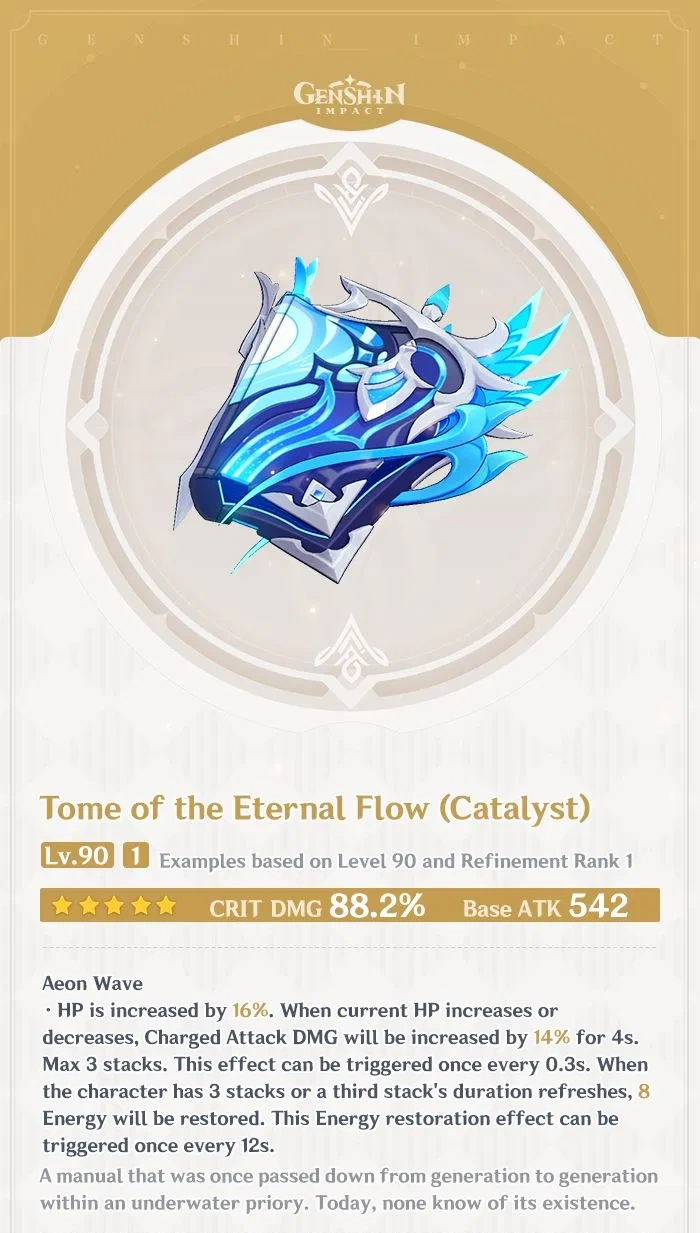 GENSHIN IMPACT
GENSHIN
IMPACT
Tome of the Eternal Flow (Catalyst)
Lv.90 1 Examples based on Level 90 and Refinement Rank 1
CRIT DMG 88.2% Base ATK 542
Aeon Wave
· HP is increased by 16%. When current HP increases or
decreases, Charged Attack DMG will be increased by 14% for 4s.
Max 3 stacks. This effect can be triggered once every 0.3s. When
the character has 3 stacks or a third stack's duration refreshes, 8
Energy will be restored. This Energy restoration effect can be
triggered once every 12s.
A manual that was once passed down from generation to generation
within an underwater priory. Today, none know of its existence.